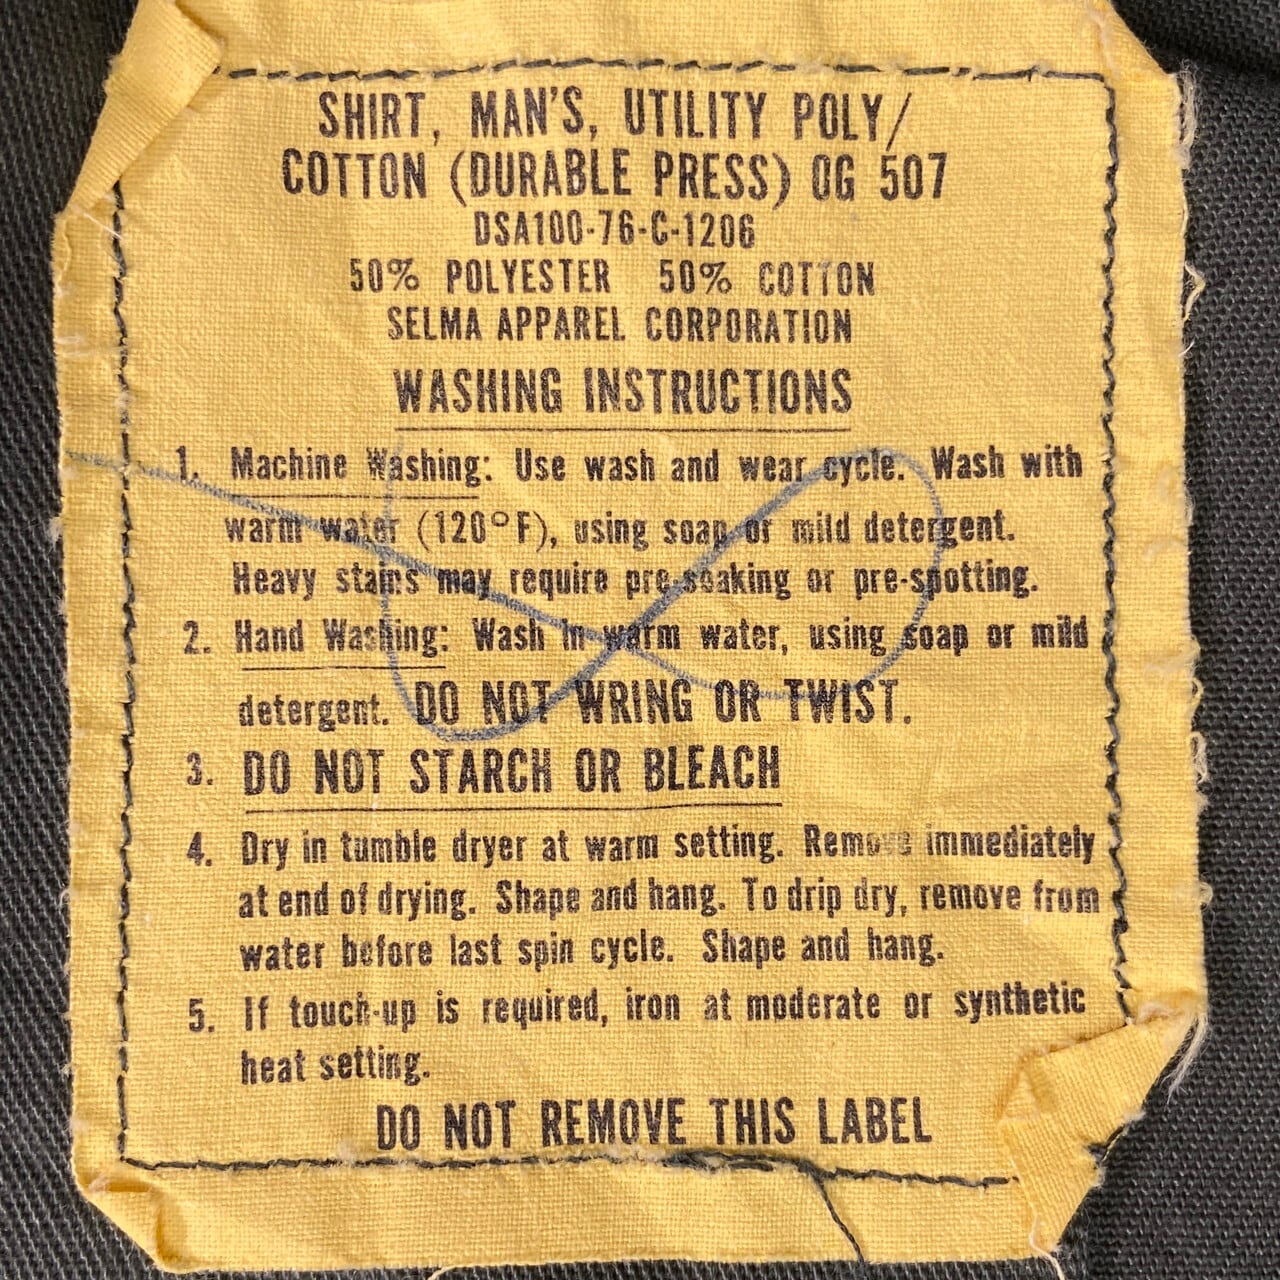 SHIRT, MAN'S, UTILITY POLY/
COTTON (DURABLE PRESS) OG 507
DSA100-76-C-1206
50% POLYESTER 50% COTTON
SELMA APPAREL CORPORATION
WASHING INSTRUCTIONS
1. Machine Washing: Use wash and wear cycle. Wash with
warm water (120°F), using soap or mild detergent.
Heavy stains may require pre-soaking or pre-spotting.
2. Hand Washing: Wash in warm water, using soap or mild
detergent. DO NOT WRING OR TWIST.
3. DO NOT STARCH OR BLEACH
4. Dry in tumble dryer at warm setting. Remove immediately
at end of drying. Shape and hang. To drip dry, remove from
water before last spin cycle. Shape and hang.
5. If touch-up is required, iron at moderate or synthetic
heat setting.
DO NOT REMOVE THIS LABEL